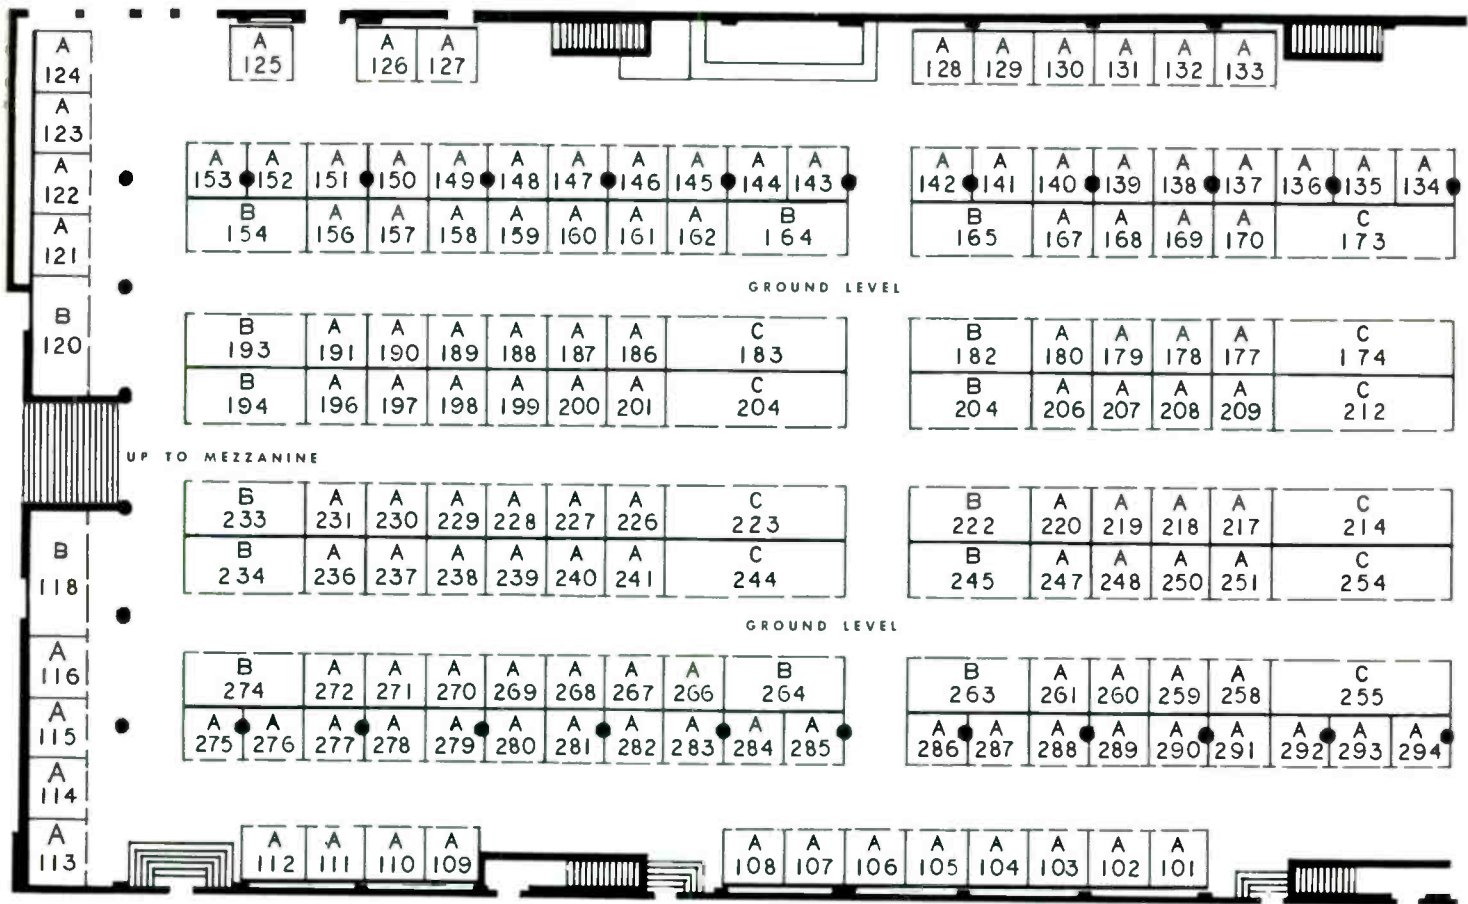 A A A A A A A A A A
124 125 126 127 128 129 130 131 132 133
A
123
A A A A A A A A A A A A A A A A A A A A A
122 153 152 151 150 149 148 147 146 145 144 143 142 141 140 139 138 137 136 135 134
A B A A A A A A A B B A A A A C
121 154 156 157 158 159 160 161 162 164 165 167 168 169 170 173
GROUND LEVEL
B B A A A A A A C B A A A A C
120 193 191 190 189 188 187 186 183 182 180 179 178 177 174
B A A A A A A C B A A A A C
194 196 197 198 199 200 201 204 204 206 207 208 209 212
UP TO MEZZANINE
B A A A A A A C B A A A A C
233 231 230 229 228 227 226 223 222 220 219 218 217 214
B B A A A A A A C B A A A A C
118 234 236 237 238 239 240 241 244 245 247 248 250 251 254
GROUND LEVEL
A B A A A A A A A B B A A A A C
116 274 272 271 270 269 268 267 266 264 263 261 260 259 258 255
A A A A A A A A A A A A A A A A A A A A A
115 275 276 277 278 279 280 281 282 283 284 285 286 287 288 289 290 291 292 293 294
A
114
A A A A A A A A A A A A A
113 112 111 110 109 108 107 106 105 104 103 102 101